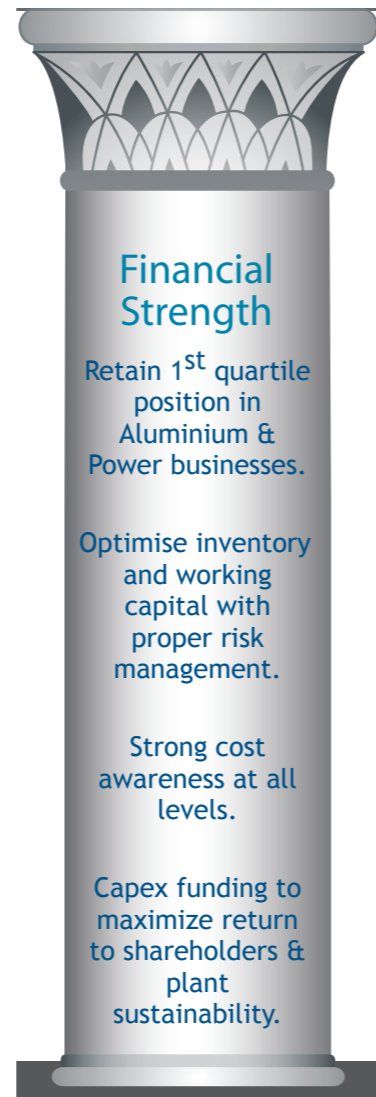 Financial
Strength
Retain 1st quartile
position in
Aluminium &
Power businesses.
Optimise inventory
and working
capital with
proper risk
management.
Strong cost
awareness at all
levels.
Capex funding to
maximize return
to shareholders &
plant
sustainability.